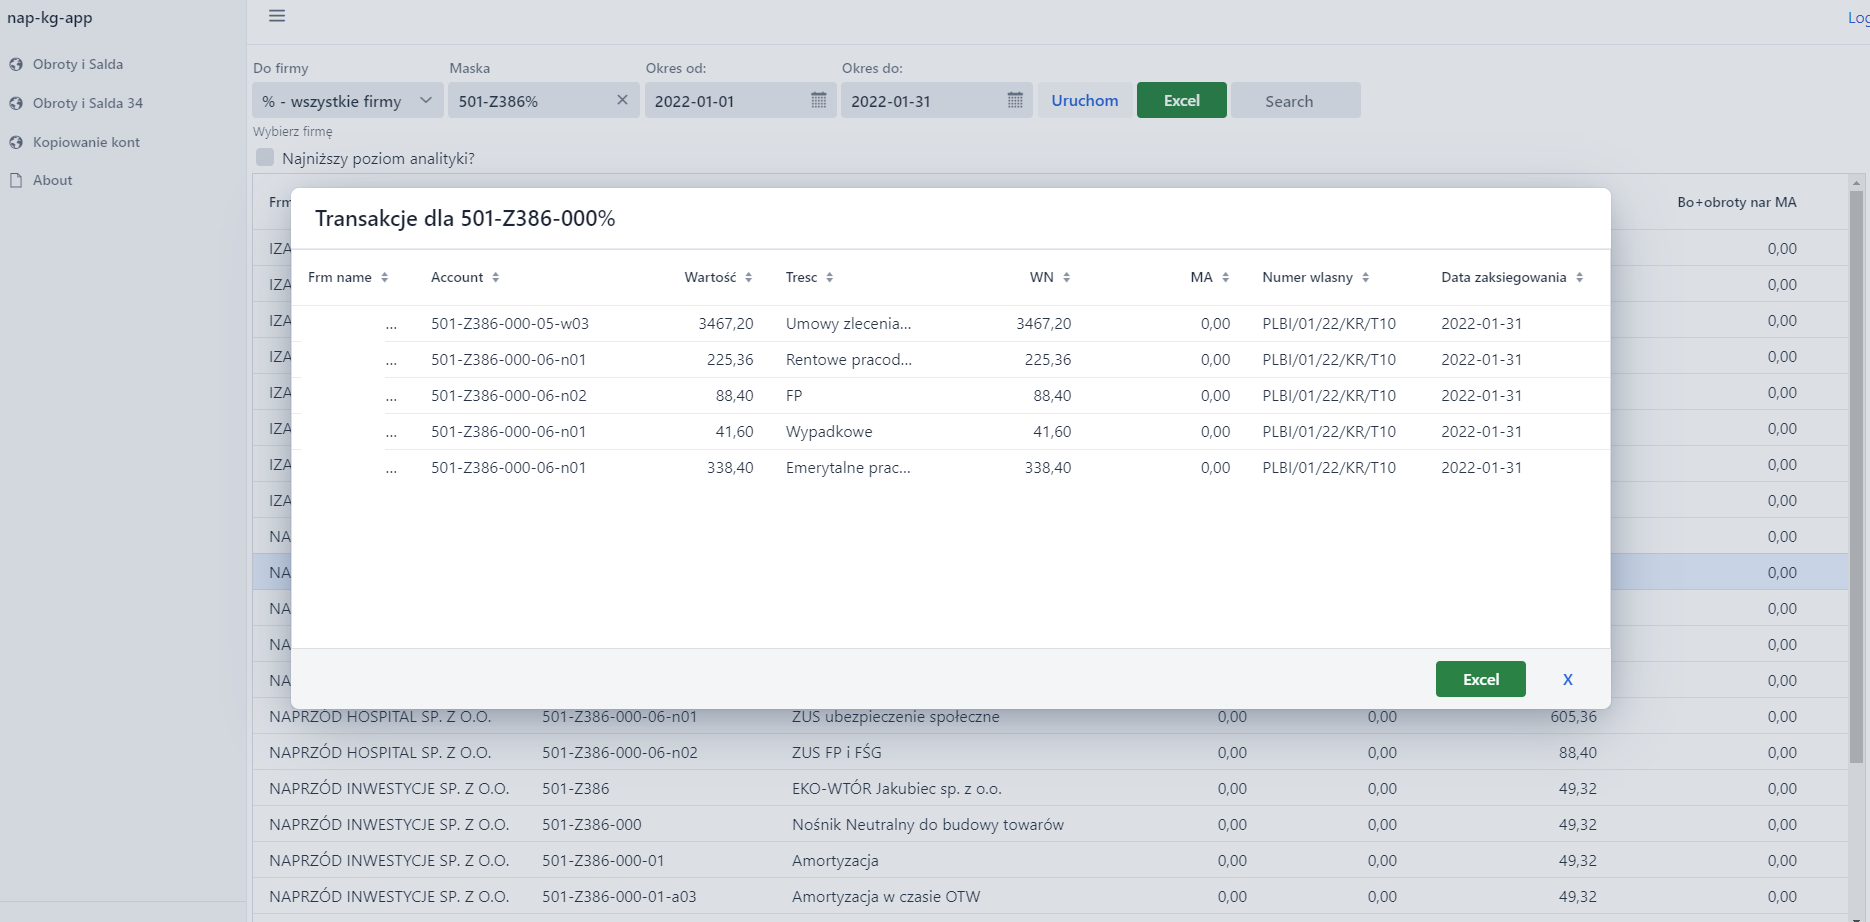 nap-kg-app
Log
Obroty i Salda
Obroty i Salda 34
Kopiowanie kont
About
Do firmy Maska Okres od: Okres do:
% - wszystkie firmy 501-Z386% 2022-01-01 2022-01-31 Uruchom Excel Search
Wybierz firmę
Najniższy poziom analityki?
Frm Bo+obroty nar MA
IZA 0,00
IZA 0,00
IZA 0,00
IZA 0,00
IZA 0,00
IZA 0,00
IZA 0,00
IZA 0,00
NA 0,00
NA 0,00
NA 0,00
NA 0,00
NA 0,00
Transakcje dla 501-Z386-000%
Frm name Account Wartość Tresc WN MA Numer wlasny Data zaksiegowania
... 501-Z386-000-05-w03 3467,20 Umowy zlecenia... 3467,20 0,00 PLBI/01/22/KR/T10 2022-01-31
... 501-Z386-000-06-n01 225,36 Rentowe pracod... 225,36 0,00 PLBI/01/22/KR/T10 2022-01-31
... 501-Z386-000-06-n02 88,40 FP 88,40 0,00 PLBI/01/22/KR/T10 2022-01-31
... 501-Z386-000-06-n01 41,60 Wypadkowe 41,60 0,00 PLBI/01/22/KR/T10 2022-01-31
... 501-Z386-000-06-n01 338,40 Emerytalne prac... 338,40 0,00 PLBI/01/22/KR/T10 2022-01-31
Excel X
NAPRZÓD HOSPITAL SP. Z O.O. 501-Z386-000-06-n01 ZUS ubezpieczenie społeczne 0,00 0,00 605,36 0,00
NAPRZÓD HOSPITAL SP. Z O.O. 501-Z386-000-06-n02 ZUS FP i FŚG 0,00 0,00 88,40 0,00
NAPRZÓD INWESTYCJE SP. Z O.O. 501-Z386 EKO-WTÓR Jakubiec sp. z o.o. 0,00 0,00 49,32 0,00
NAPRZÓD INWESTYCJE SP. Z O.O. 501-Z386-000 Nośnik Neutralny do budowy towarów 0,00 0,00 49,32 0,00
NAPRZÓD INWESTYCJE SP. Z O.O. 501-Z386-000-01 Amortyzacja 0,00 0,00 49,32 0,00
NAPRZÓD INWESTYCJE SP. Z O.O. 501-Z386-000-01-a03 Amortyzacja w czasie OTW 0,00 0,00 49,32 0,00